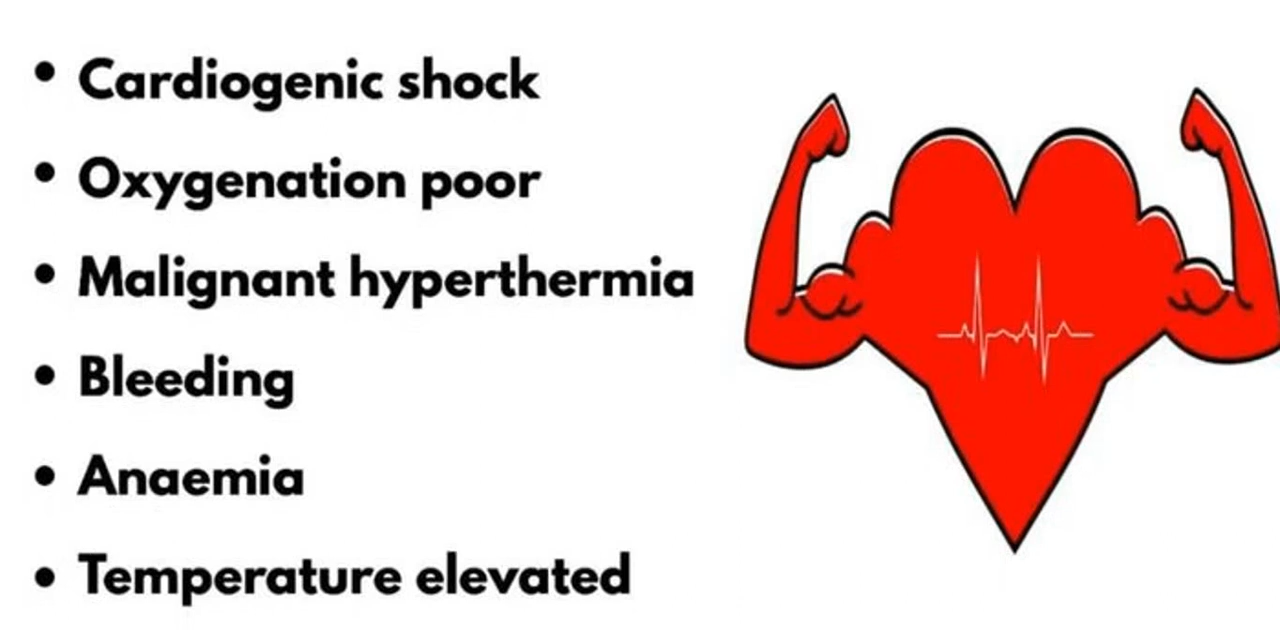 • Cardiogenic shock
• Oxygenation poor
• Malignant hyperthermia
• Bleeding
• Anaemia
• Temperature elevated